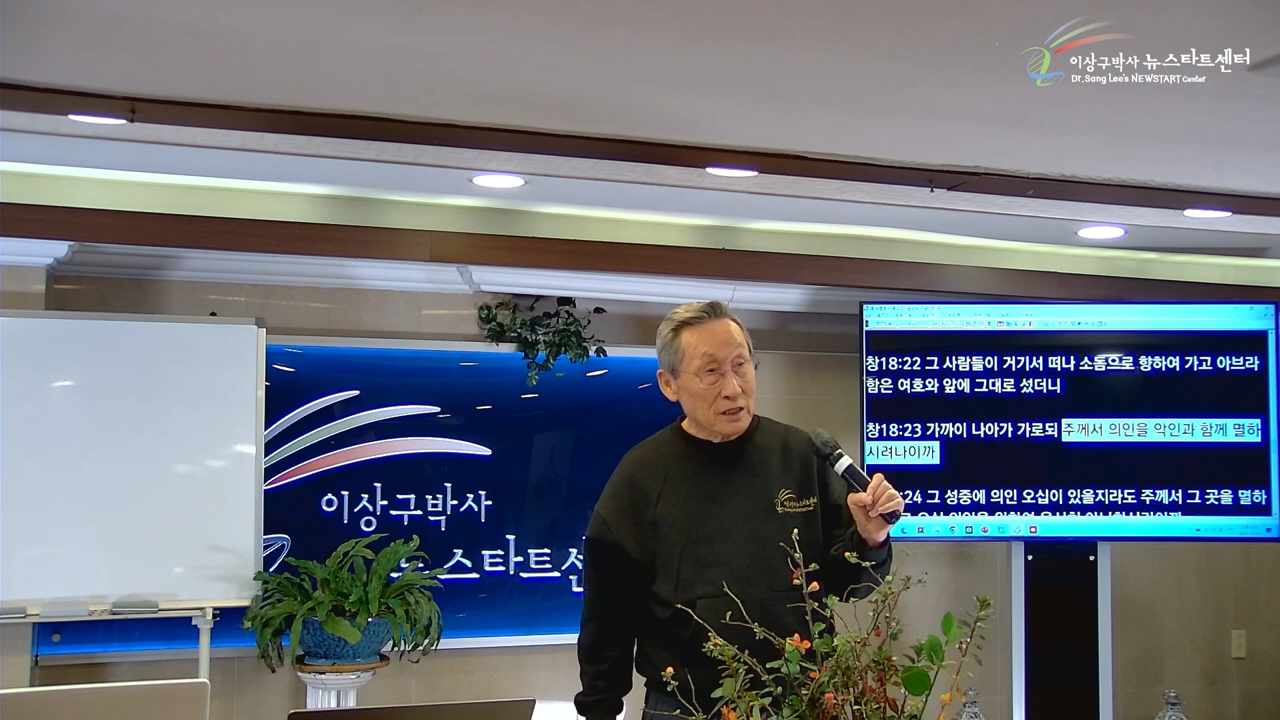 이상구박사 뉴스타트센터
Dr. Sang Lee's NEWSTART Center
창18:22 그 사람들이 거기서 떠나 소돔으로 향하여 가고 아브라
함은 여호와 앞에 그대로 섰더니
창18:23 가까이 나아가 가로되 주께서 의인을 악인과 함께 멸하
시려나이까
:24 그 성중에 의인 오십이 있을지라도 주께서 그 곳을 멸하
이상구박사
뉴스타트센